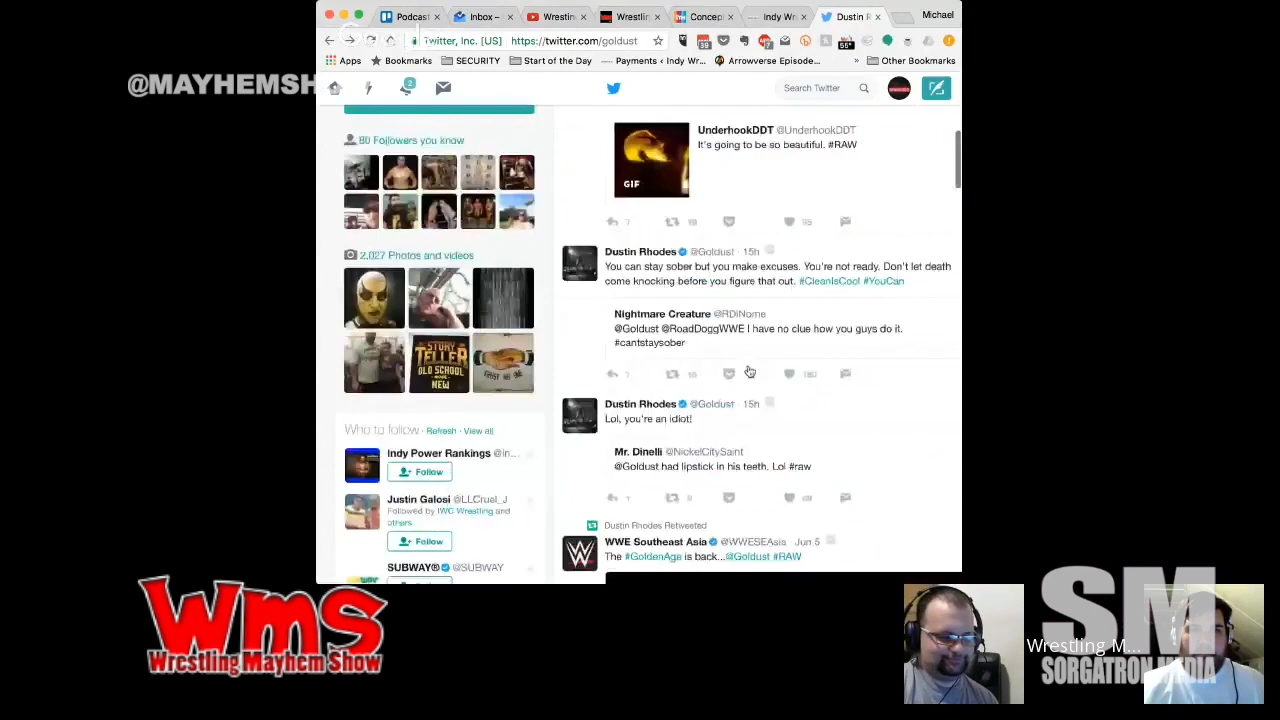 Podcast
Inbox –
Wrestin
Wrestlin
Concep
Indy Wr
Dustin R
Michael
Twitter, Inc. [US]
https://twitter.com/goldust
Apps
Bookmarks
SECURITY
Start of the Day
Payments ‹ Indy Wr...
Arrowverse Episode...
»
Other Bookmarks
@MAYHEMSH
2
Search Twitter
80 Followers you know
2,027 Photos and videos
STORY
TELLER
OLD SCHOOL
NEW
Who to follow · Refresh · View all
Indy Power Rankings @in...
Follow
Justin Galosi @LLCruel_J
Followed by IWC Wrestling and
others
Follow
SUBWAY® @SUBWAY
UnderhookDDT @UnderhookDDT
It's going to be so beautiful. #RAW
GIF
Dustin Rhodes @Goldust · 15h
You can stay sober but you make excuses. You're not ready. Don't let death
come knocking before you figure that out. #CleanIsCool #YouCan
Nightmare Creature @RDiNome
@Goldust @RoadDoggWWE I have no clue how you guys do it.
#cantstaysober
Dustin Rhodes @Goldust · 15h
Lol, you're an idiot!
Mr. Dinelli @NickelCitySaint
@Goldust had lipstick in his teeth. Lol #raw
Dustin Rhodes Retweeted
WWE Southeast Asia @WWESEAsia · Jun 5
The #GoldenAge is back...@Goldust #RAW
Wms
Wrestling Mayhem Show
SM
Wrestling M...
SORGATRON MEDIA